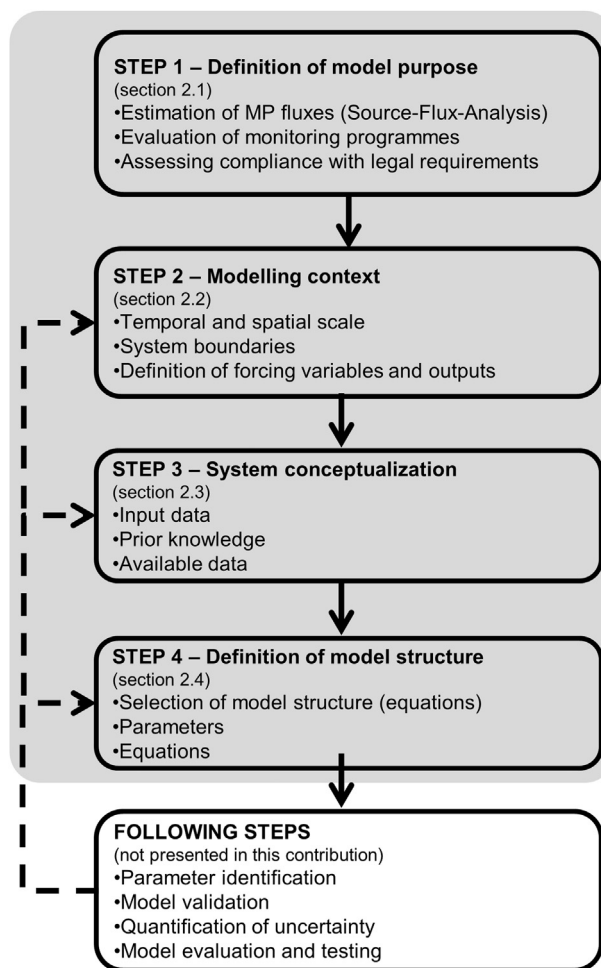 STEP 1 – Definition of model purpose
(section 2.1)
•Estimation of MP fluxes (Source-Flux-Analysis)
•Evaluation of monitoring programmes
•Assessing compliance with legal requirements
STEP 2 – Modelling context
(section 2.2)
•Temporal and spatial scale
•System boundaries
•Definition of forcing variables and outputs
STEP 3 – System conceptualization
(section 2.3)
•Input data
•Prior knowledge
•Available data
STEP 4 – Definition of model structure
(section 2.4)
•Selection of model structure (equations)
•Parameters
•Equations
FOLLOWING STEPS
(not presented in this contribution)
•Parameter identification
•Model validation
•Quantification of uncertainty
•Model evaluation and testing